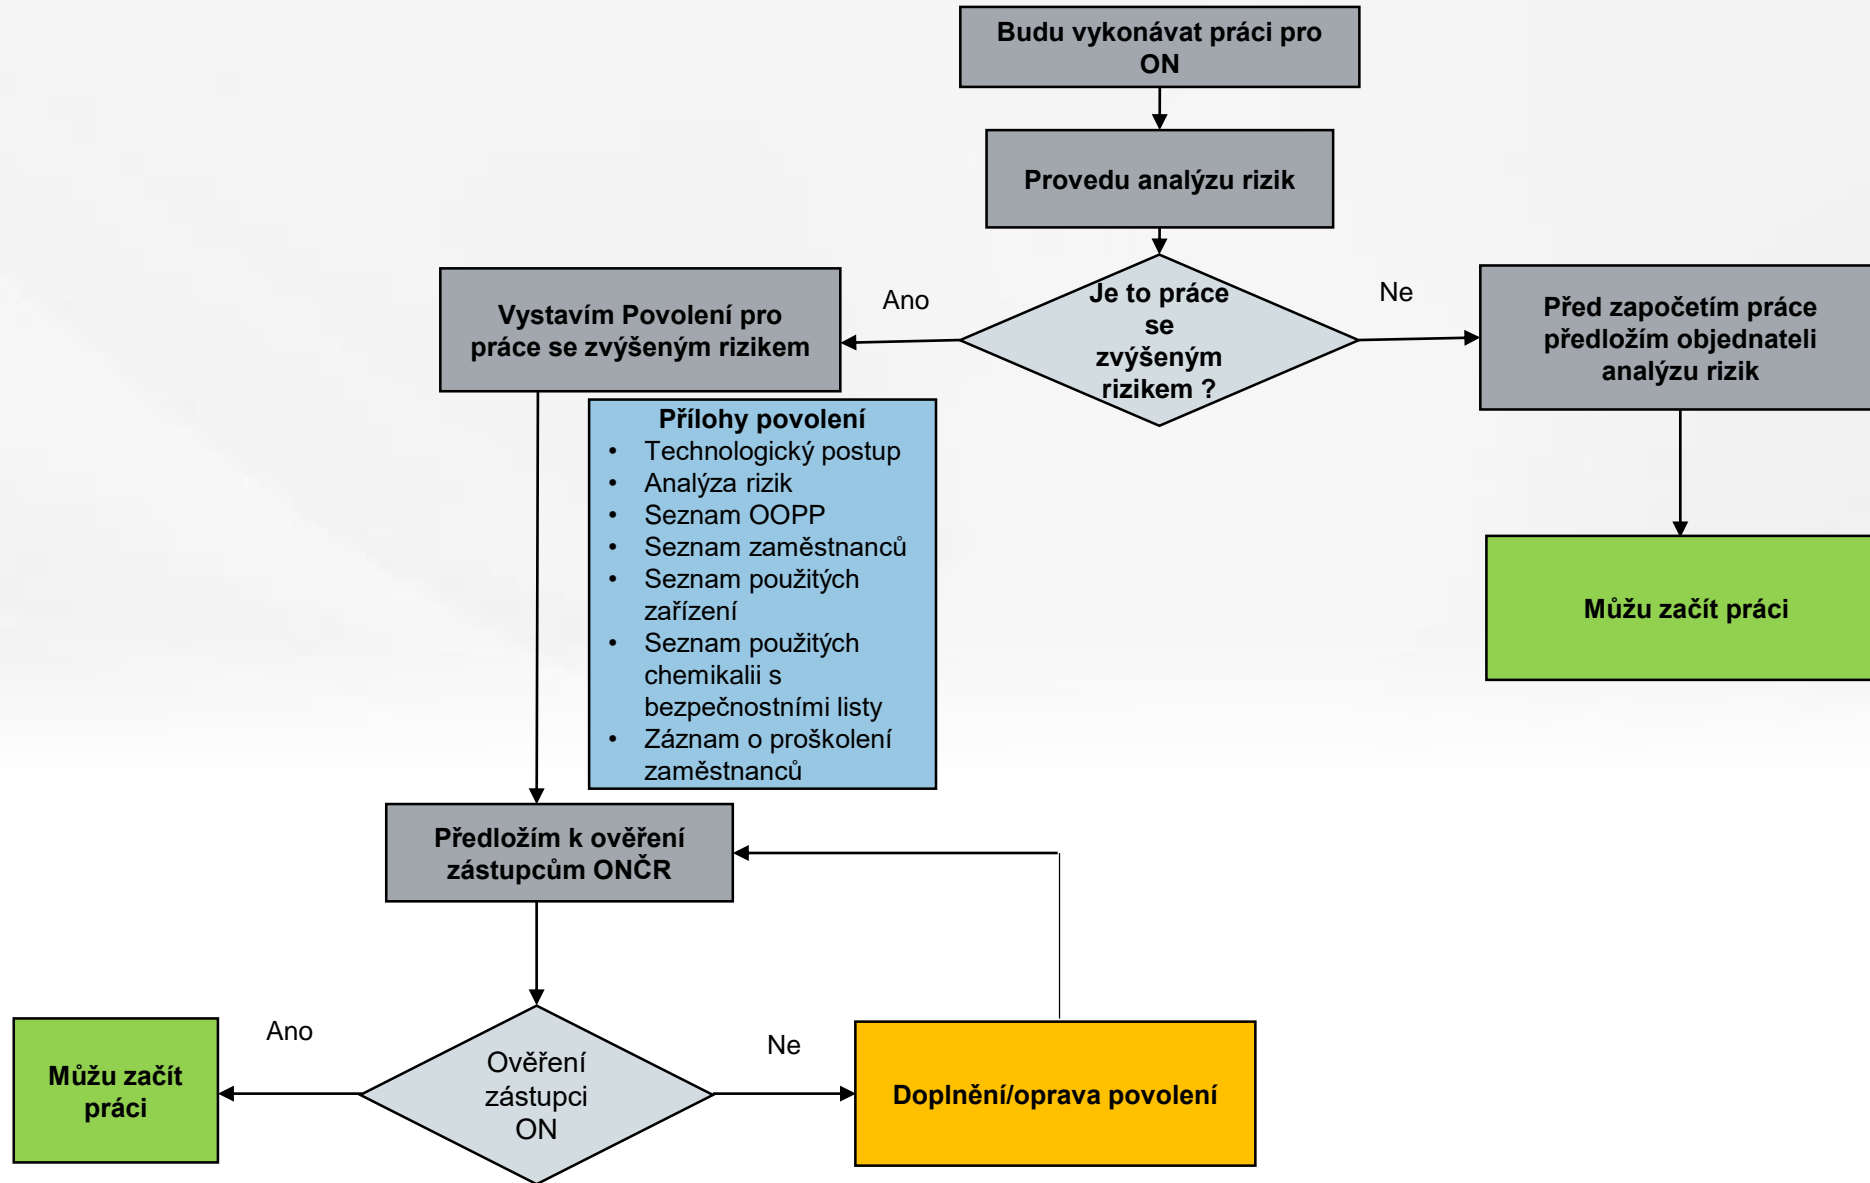 Budu vykonávat práci pro
ON
Provedu analýzu rizik
Je to práce
se
zvýšeným
rizikem ?
Ano
Ne
Vystavím Povolení pro
práce se zvýšeným rizikem
Před započetím práce
předložím objednateli
analýzu rizik
Přílohy povolení
• Technologický postup
• Analýza rizik
• Seznam OOPP
• Seznam zaměstnanců
• Seznam použitých
zařízení
• Seznam použitých
chemikalii s
bezpečnostními listy
• Záznam o proškolení
zaměstnanců
Můžu začít práci
Předložím k ověření
zástupcům ONČR
Ověření
zástupci
ON
Ano
Ne
Můžu začít
práci
Doplnění/oprava povolení